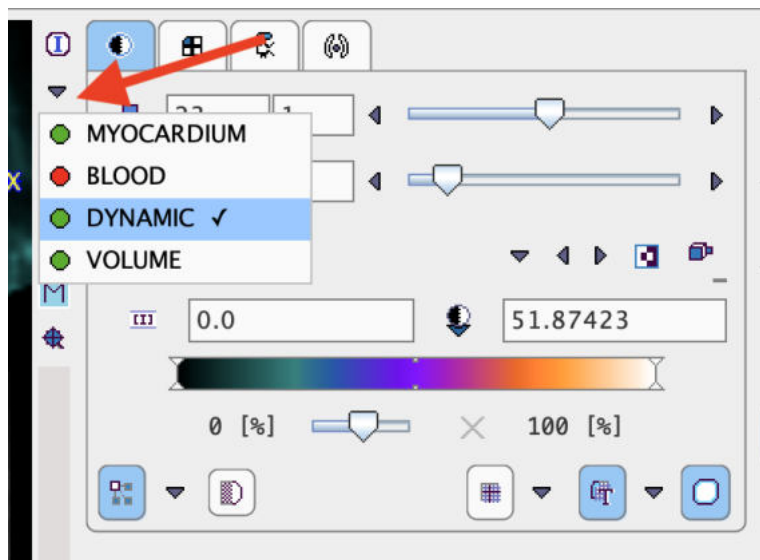 MYOCARDIUM
BLOOD
DYNAMIC ✓
VOLUME
X
M
0.0
51.87423
0 [%]
100 [%]